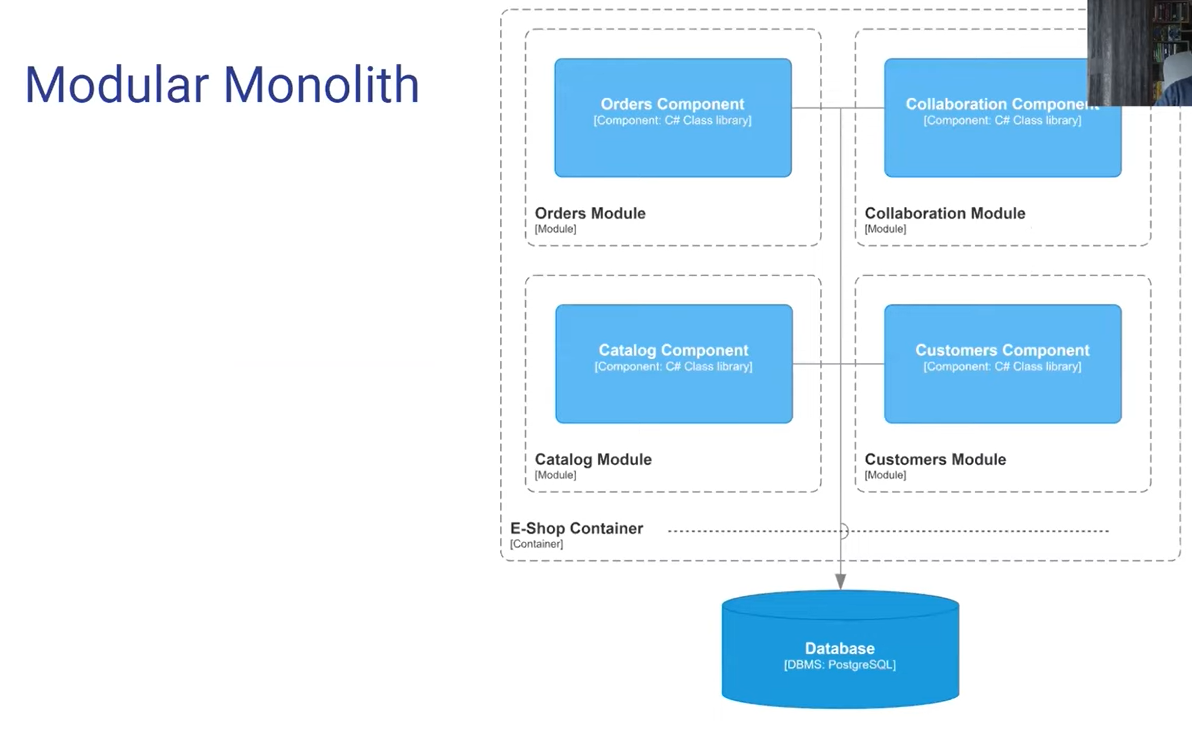 Modular Monolith
Orders Component
[Component: C# Class library]
Orders Module
[Module]
Collaboration Component
[Component: C# Class library]
Collaboration Module
[Module]
Catalog Component
[Component: C# Class library]
Catalog Module
[Module]
Customers Component
[Component: C# Class library]
Customers Module
[Module]
E-Shop Container
[Container]
Database
[DBMS: PostgreSQL]